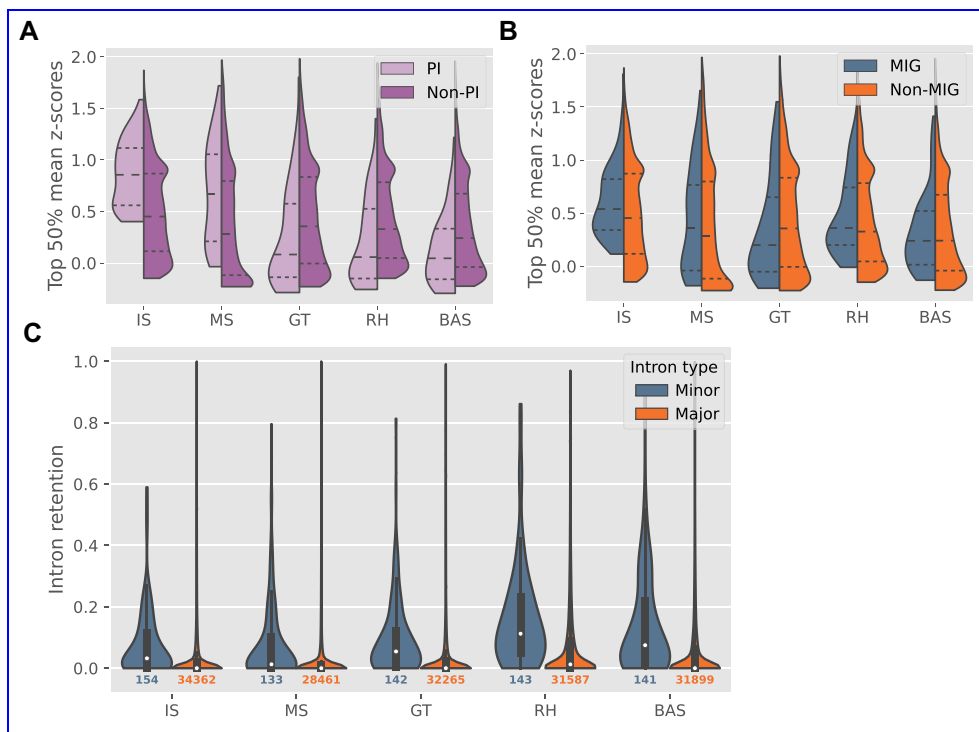 A
Top 50% mean z-scores
2.0
1.5
1.0
0.5
0.0
PI
Non-PI
IS MS GT RH BAS
B
Top 50% mean z-scores
2.0
1.5
1.0
0.5
0.0
MIG
Non-MIG
IS MS GT RH BAS
C
Intron retention
1.0
0.8
0.6
0.4
0.2
0.0
Intron type
Minor
Major
154 34362 133 28461 142 32265 143 31587 141 31899
IS MS GT RH BAS